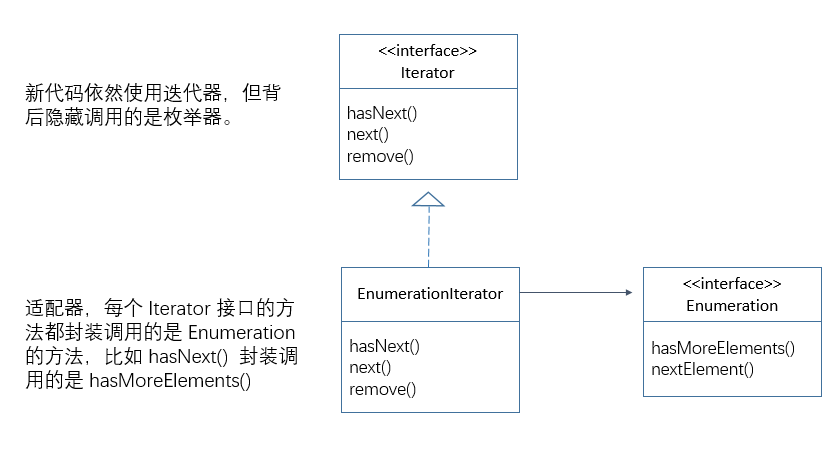 <<interface>>
Iterator
新代码依然使用迭代器，但背
后隐藏调用的是枚举器。
hasNext()
next()
remove()
适配器，每个 Iterator 接口的方
法都封装调用的是 Enumeration
的方法，比如 hasNext() 封装调
用的是 hasMoreElements()
EnumerationIterator
hasNext()
next()
remove()
<<interface>>
Enumeration
hasMoreElements()
nextElement()